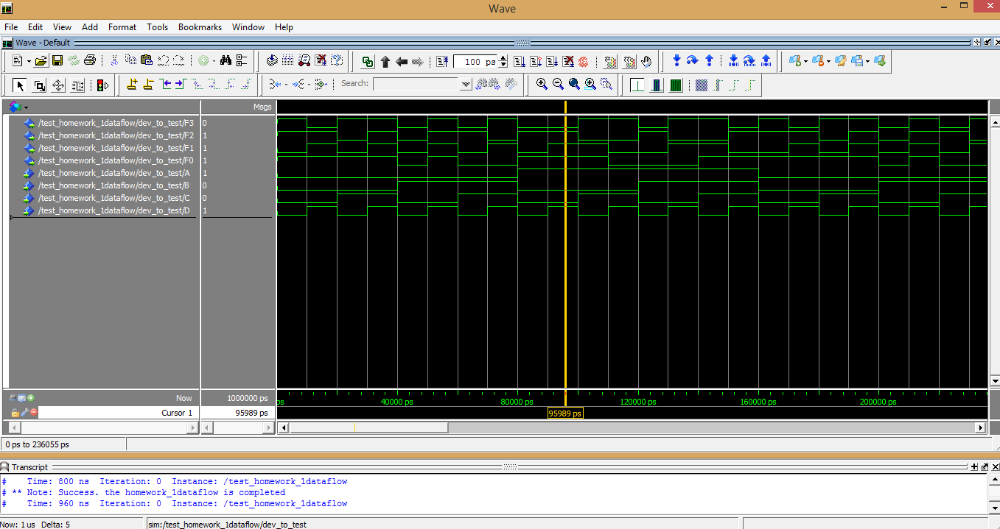 Wave
File Edit View Add Format Tools Bookmarks Window Help
Wave - Default
100 ps
Search:
Msgs
/test_homework_1dataflow/dev_to_test/F3 0
/test_homework_1dataflow/dev_to_test/F2 1
/test_homework_1dataflow/dev_to_test/F1 1
/test_homework_1dataflow/dev_to_test/F0 1
/test_homework_1dataflow/dev_to_test/A 1
/test_homework_1dataflow/dev_to_test/B 0
/test_homework_1dataflow/dev_to_test/C 0
/test_homework_1dataflow/dev_to_test/D 1
Now 1000000 ps
ps 40000 ps 80000 ps 120000 ps 160000 ps 200000 ps
Cursor 1 95989 ps
95989 ps
0 ps to 236055 ps
Transcript
# Time: 800 ns Iteration: 0 Instance: /test_homework_1dataflow
# ** Note: Success. the homework_1dataflow is completed
# Time: 960 ns Iteration: 0 Instance: /test_homework_1dataflow
Now: 1 us Delta: 5
sim:/test_homework_1dataflow/dev_to_test